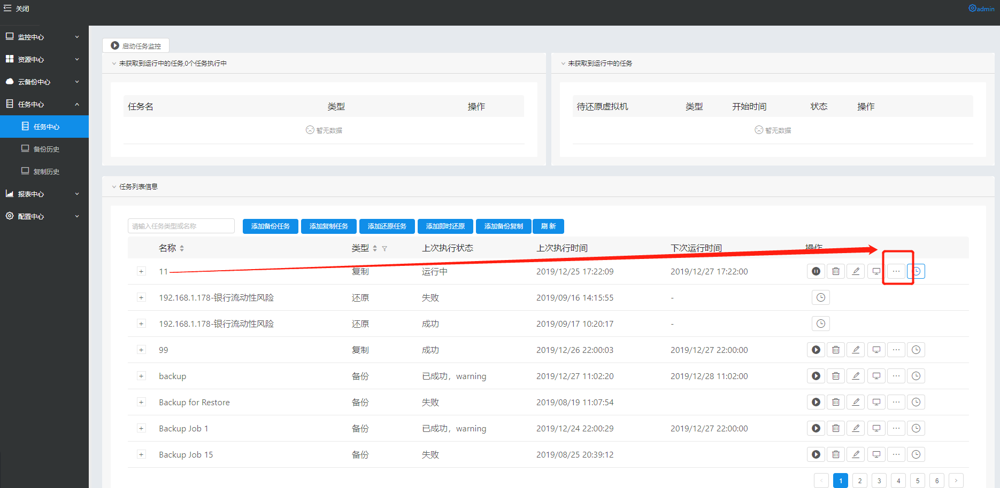 关闭
admin
监控中心
资源中心
云备份中心
任务中心
任务中心
备份历史
复制历史
报表中心
配置中心
启动任务监控
未获取到运行中的任务,0个任务执行中
任务名 类型 操作
暂无数据
未获取到运行中的任务
待还原虚拟机 类型 开始时间 状态 操作
暂无数据
任务列表信息
请输入任务类型或名称 添加备份任务 添加复制任务 添加还原任务 添加即时还原 添加备份复制 刷 新
名称 类型 上次执行状态 上次执行时间 下次运行时间 操作
11 复制 运行中 2019/12/25 17:22:09 2019/12/27 17:22:00
192.168.1.178-银行流动性风险 还原 失败 2019/09/16 14:15:55 -
192.168.1.178-银行流动性风险 还原 成功 2019/09/17 10:20:17 -
99 复制 成功 2019/12/26 22:00:03 2019/12/27 22:00:00
backup 备份 已成功，warning 2019/12/27 11:02:20 2019/12/28 11:02:00
Backup for Restore 备份 失败 2019/08/19 11:07:54
Backup Job 1 备份 已成功，warning 2019/12/24 22:00:29 2019/12/27 22:00:00
Backup Job 15 备份 失败 2019/08/25 20:39:12
1 2 3 4 5 6